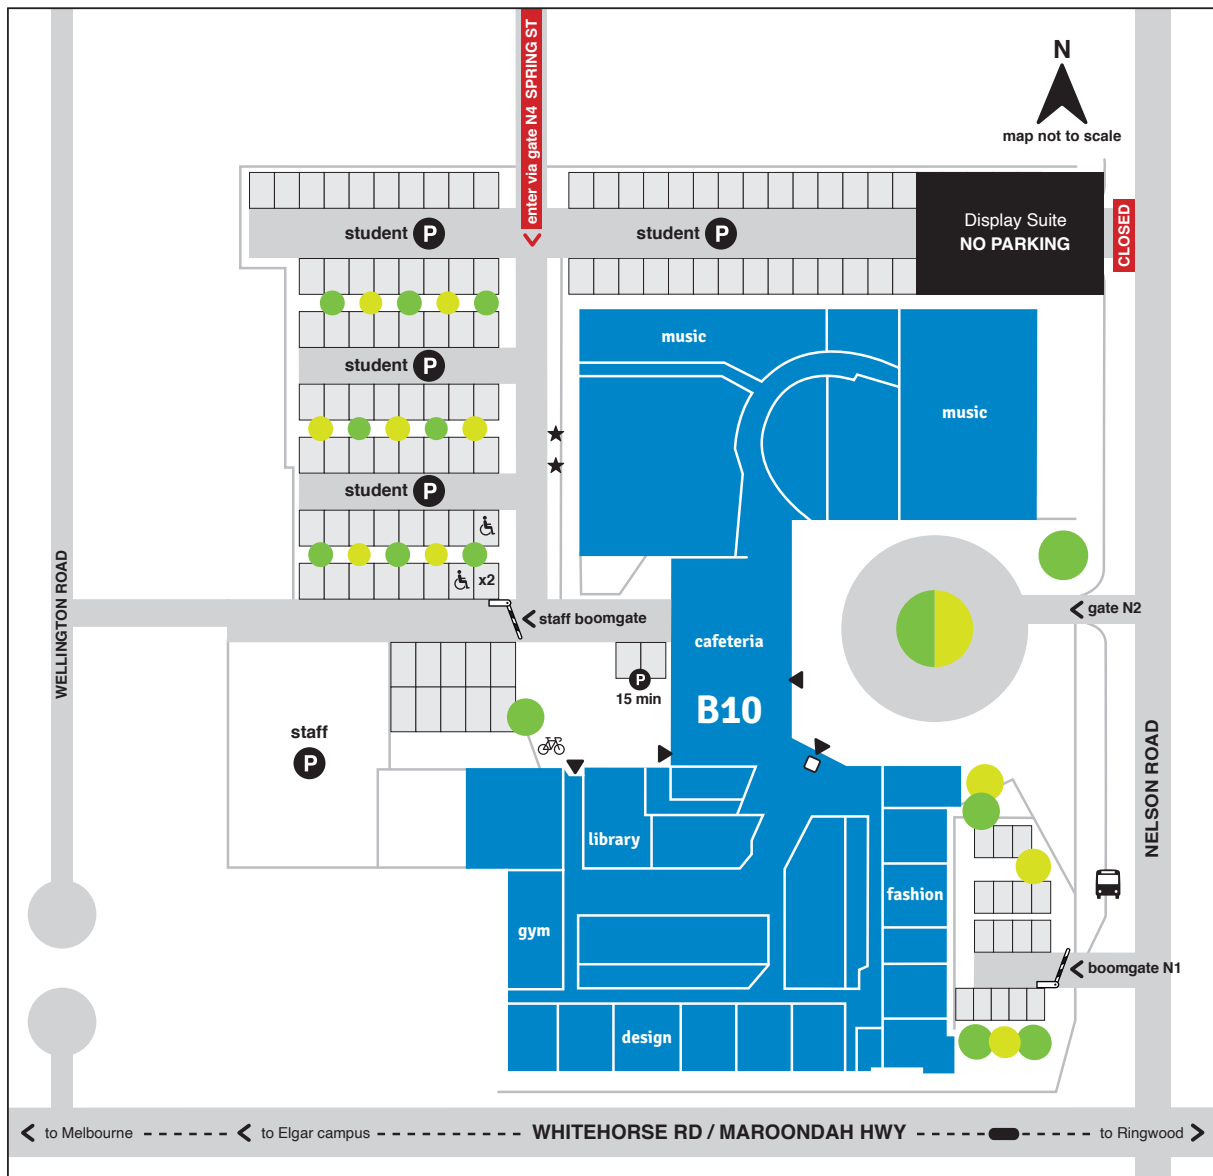 enter via gate N4 SPRING ST
N
map not to scale
student P
student P
Display Suite
NO PARKING
CLOSED
music
student P
music
student P
x2
WELLINGTON ROAD
staff boomgate
gate N2
cafeteria
P
15 min
B10
staff
P
NELSON ROAD
library
fashion
gym
boomgate N1
design
to Melbourne
to Elgar campus
WHITEHORSE RD / MAROONDAH HWY
to Ringwood